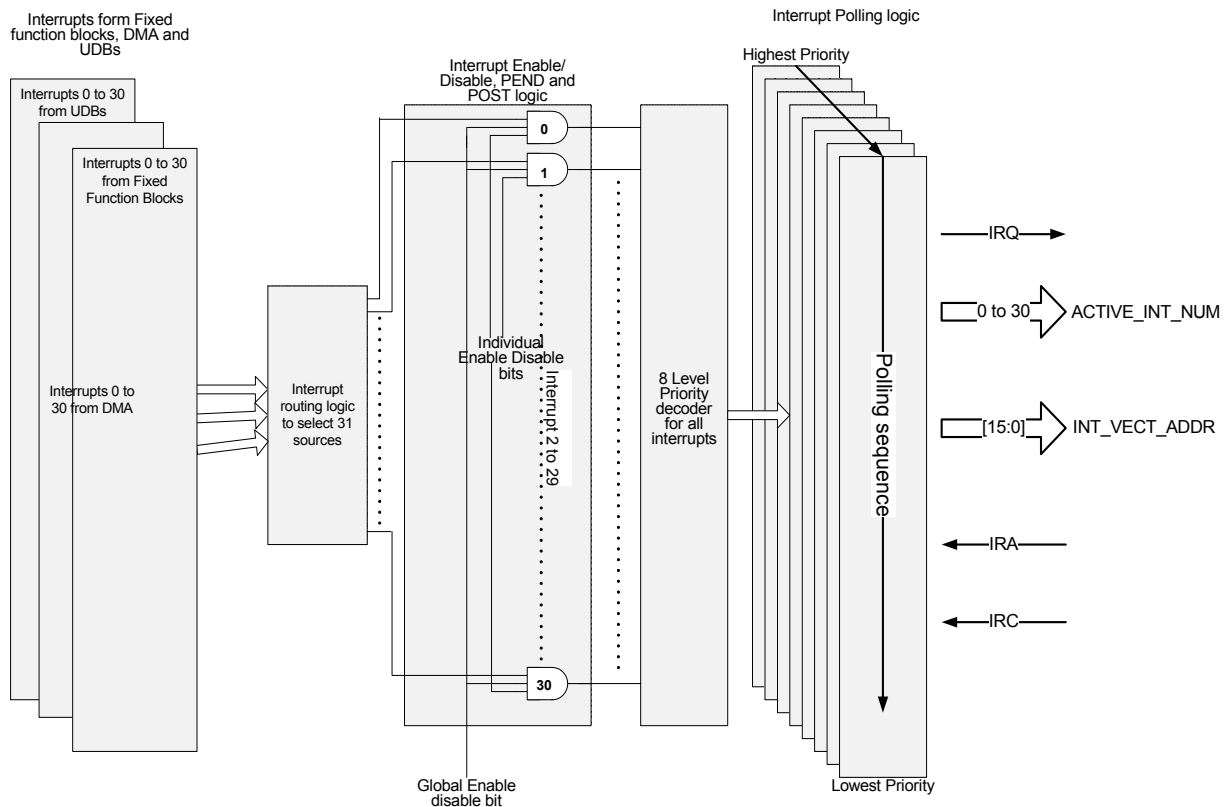 Interrupts form Fixed
function blocks, DMA and
UDBs
Interrupts 0 to 30
from UDBs
Interrupts 0 to 30
from Fixed
Function Blocks
Interrupts 0 to
30 from DMA
Interrupt
routing logic
to select 31
sources
Interrupt Enable/
Disable, PEND and
POST logic
0
1
Individual
Enable Disable
bits
Interrupt 2 to 29
30
Global Enable
disable bit
8 Level
Priority
decoder
for all
interrupts
Interrupt Polling logic
Highest Priority
Polling sequence
Lowest Priority
IRQ
0 to 30
ACTIVE_INT_NUM
[15:0]
INT_VECT_ADDR
IRA
IRC